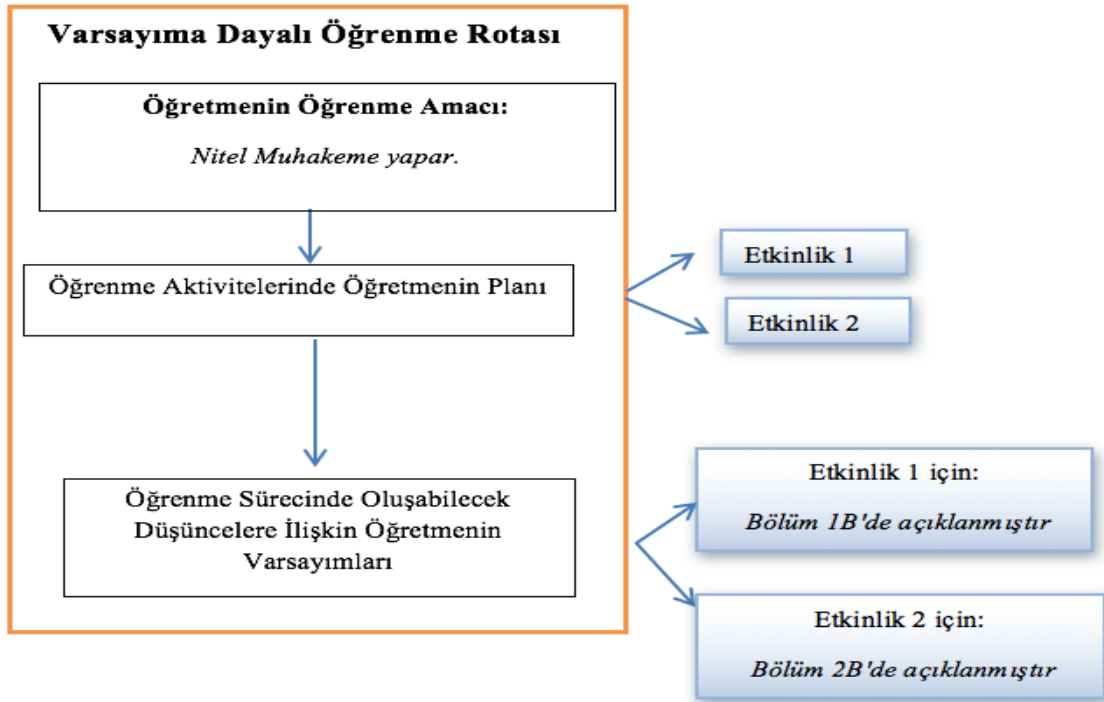 Varsayıma Dayalı Öğrenme Rotası
Öğretmenin Öğrenme Amacı:
Nitel Muhakeme yapar.
Öğrenme Aktivitelerinde Öğretmenin Planı
Etkinlik 1
Etkinlik 2
Öğrenme Sürecinde Oluşabilecek
Düşüncelere İlişkin Öğretmenin
Varsayımları
Etkinlik 1 için:
Bölüm 1B'de açıklanmıştır
Etkinlik 2 için:
Bölüm 2B'de açıklanmıştır